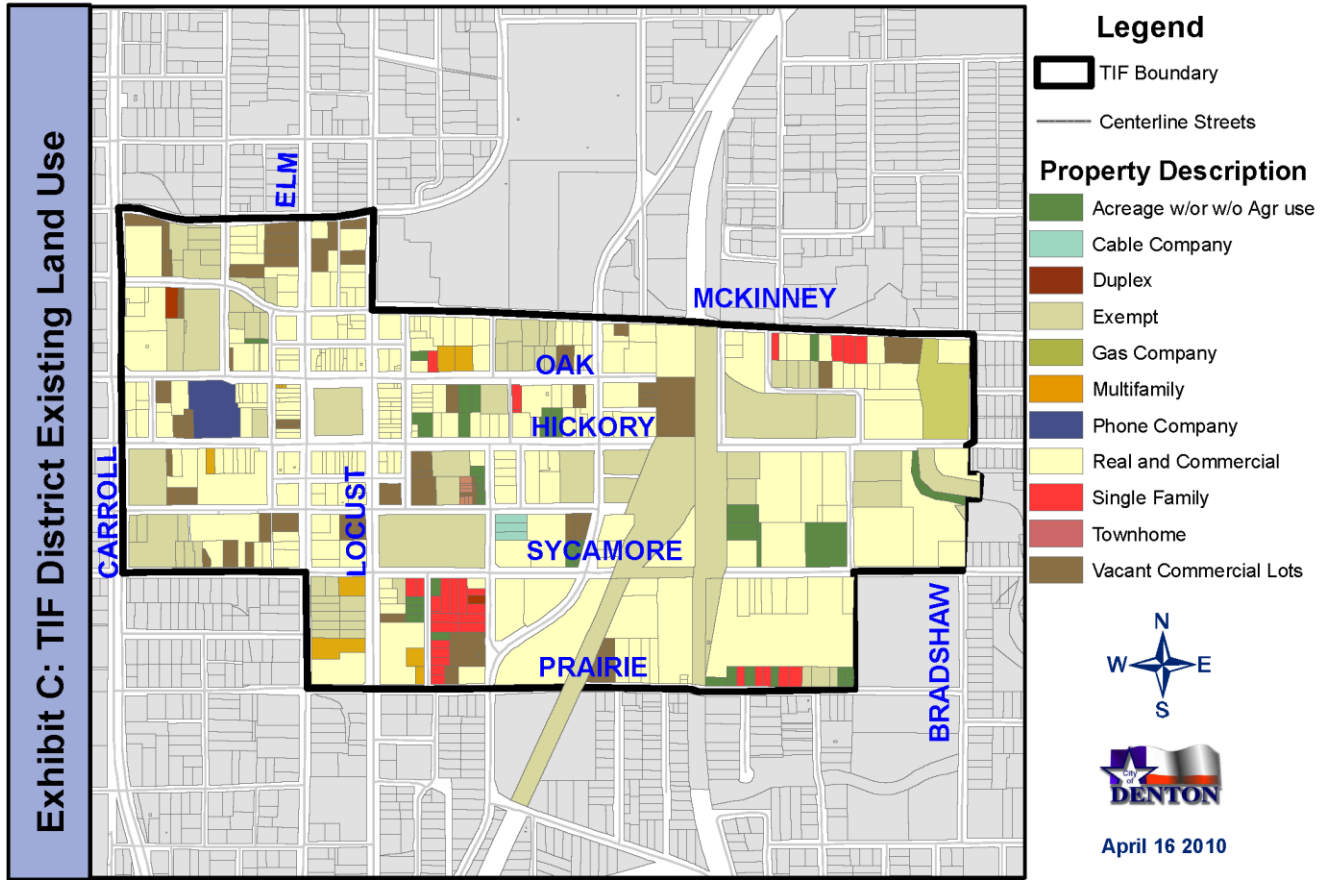 Exhibit C: TIF District Existing Land Use
ELM
MCKINNEY
OAK
HICKORY
CARROLL
LOCUST
SYCAMORE
PRAIRIE
BRADSHAW
Legend
TIF Boundary
Centerline Streets
Property Description
Acreage w/or w/o Agr use
Cable Company
Duplex
Exempt
Gas Company
Multifamily
Phone Company
Real and Commercial
Single Family
Townhome
Vacant Commercial Lots
N
W E
S
City
of
DENTON
April 16 2010